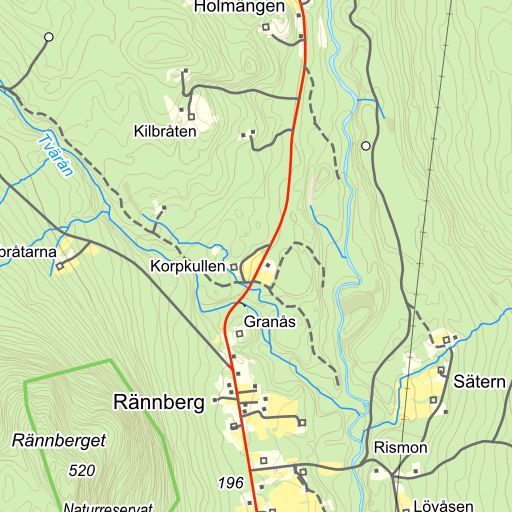 Holmången
Kilbråten
Tvärån
bråtarna
Korpkullen
Granås
Rännberg
Sätern
Rännberget
520
Rismon
196
Naturreservat
Lövåsen